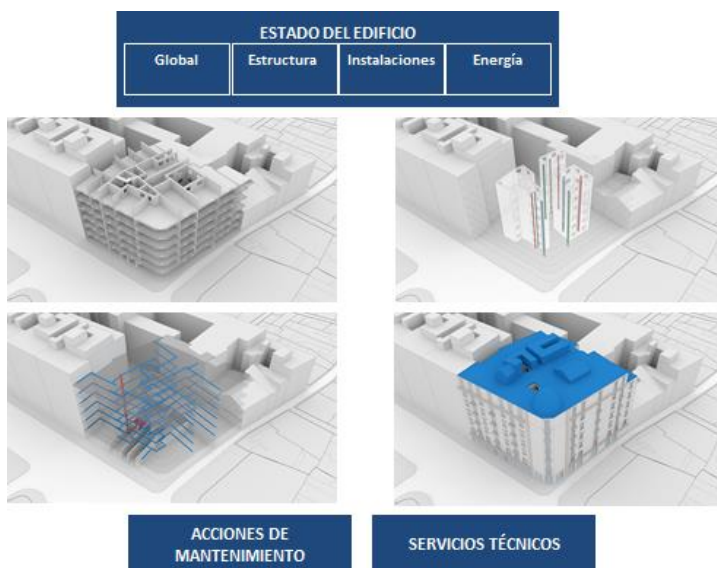 ESTADO DEL EDIFICIO
Global
Estructura
Instalaciones
Energía
ACCIONES DE
MANTENIMIENTO
SERVICIOS TÉCNICOS